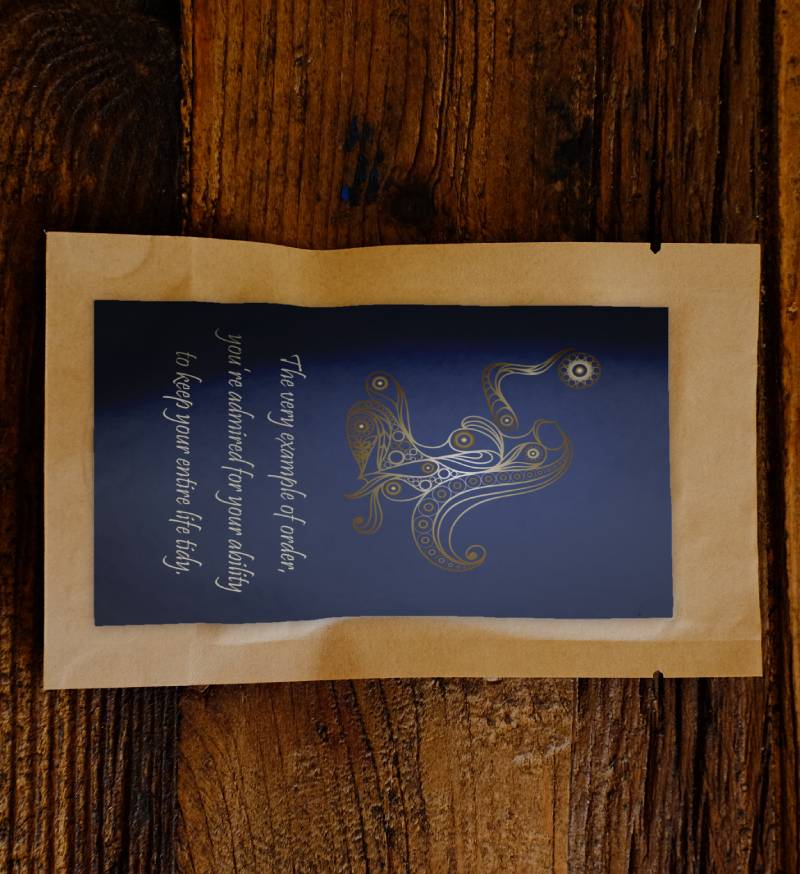 The very example of order,
you're admired for your ability
to keep your entire life tidy.